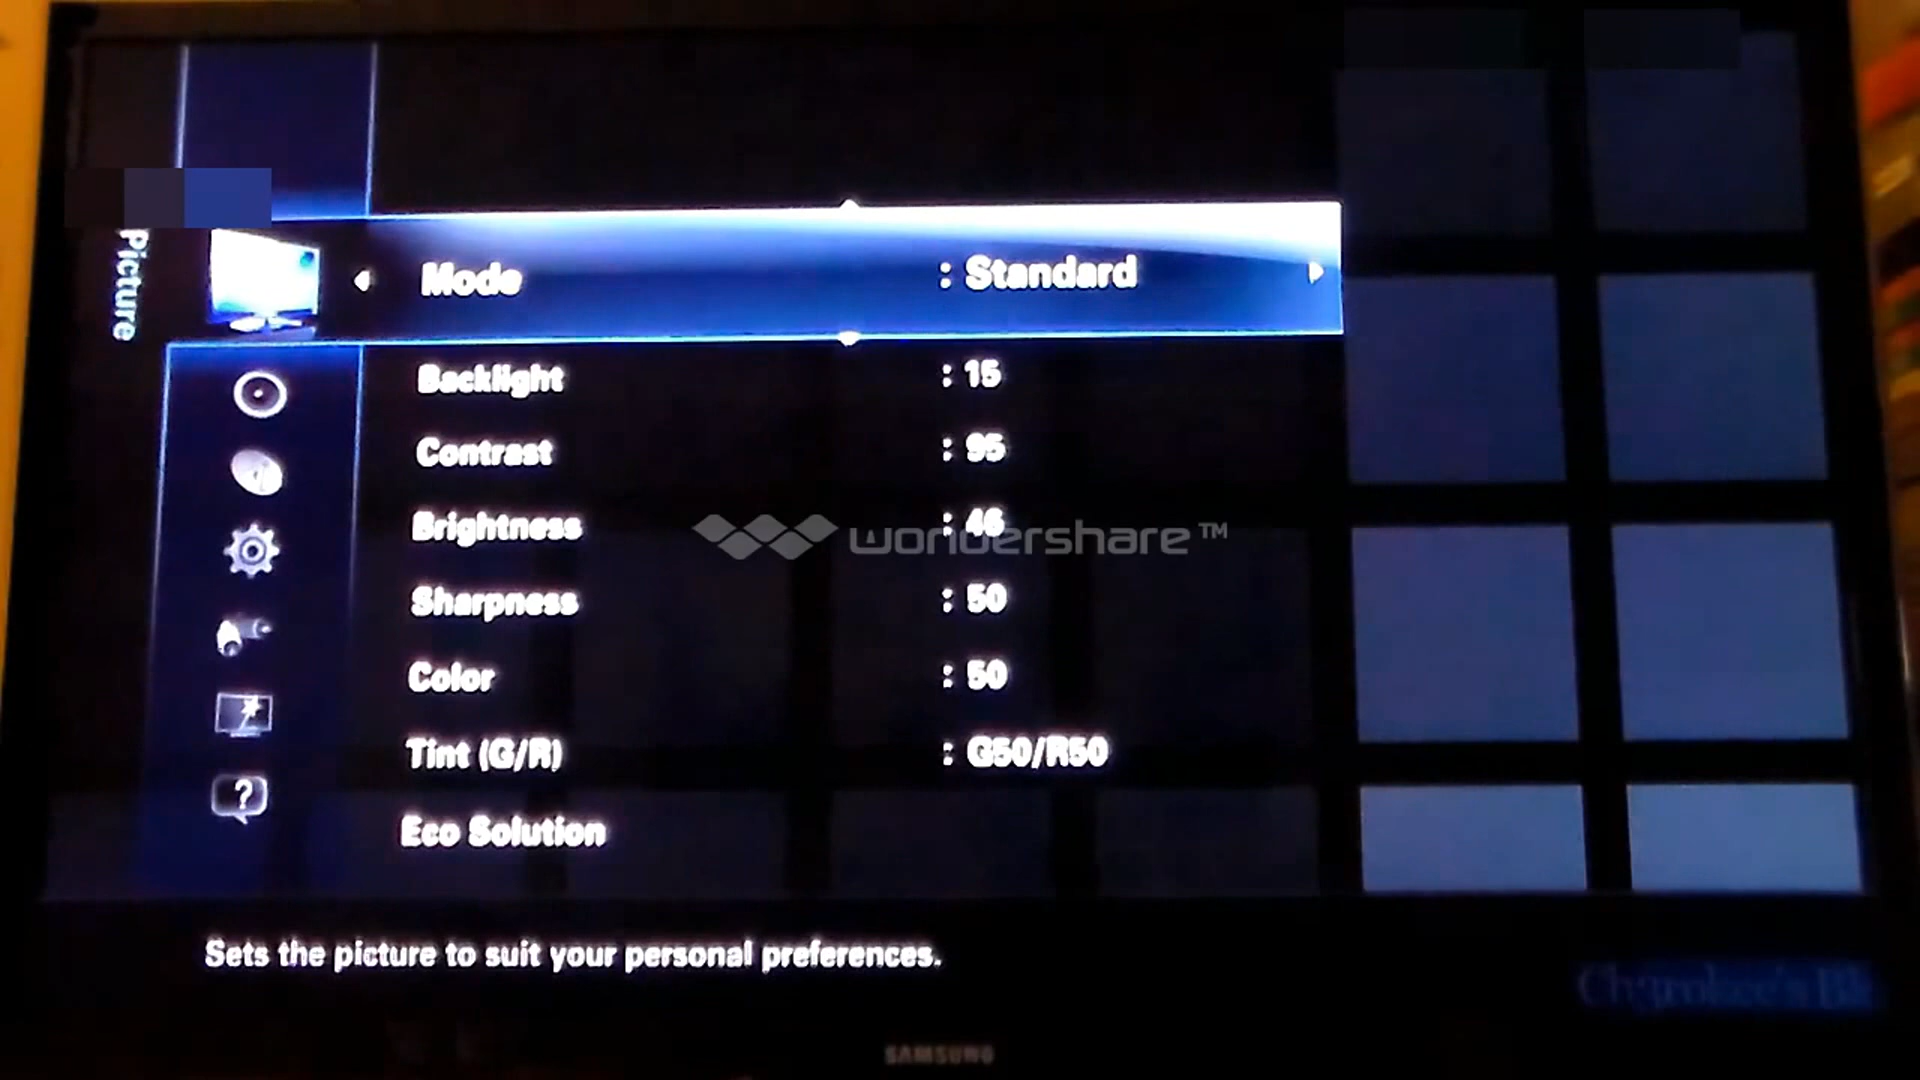 Picture
Mode : Standard
Backlight : 15
Contrast : 95
Brightness : 46
wondershare™
Sharpness : 50
Color : 50
Tint (G/R) : G50/R50
Eco Solution
Sets the picture to suit your personal preferences.
SAMSUNG